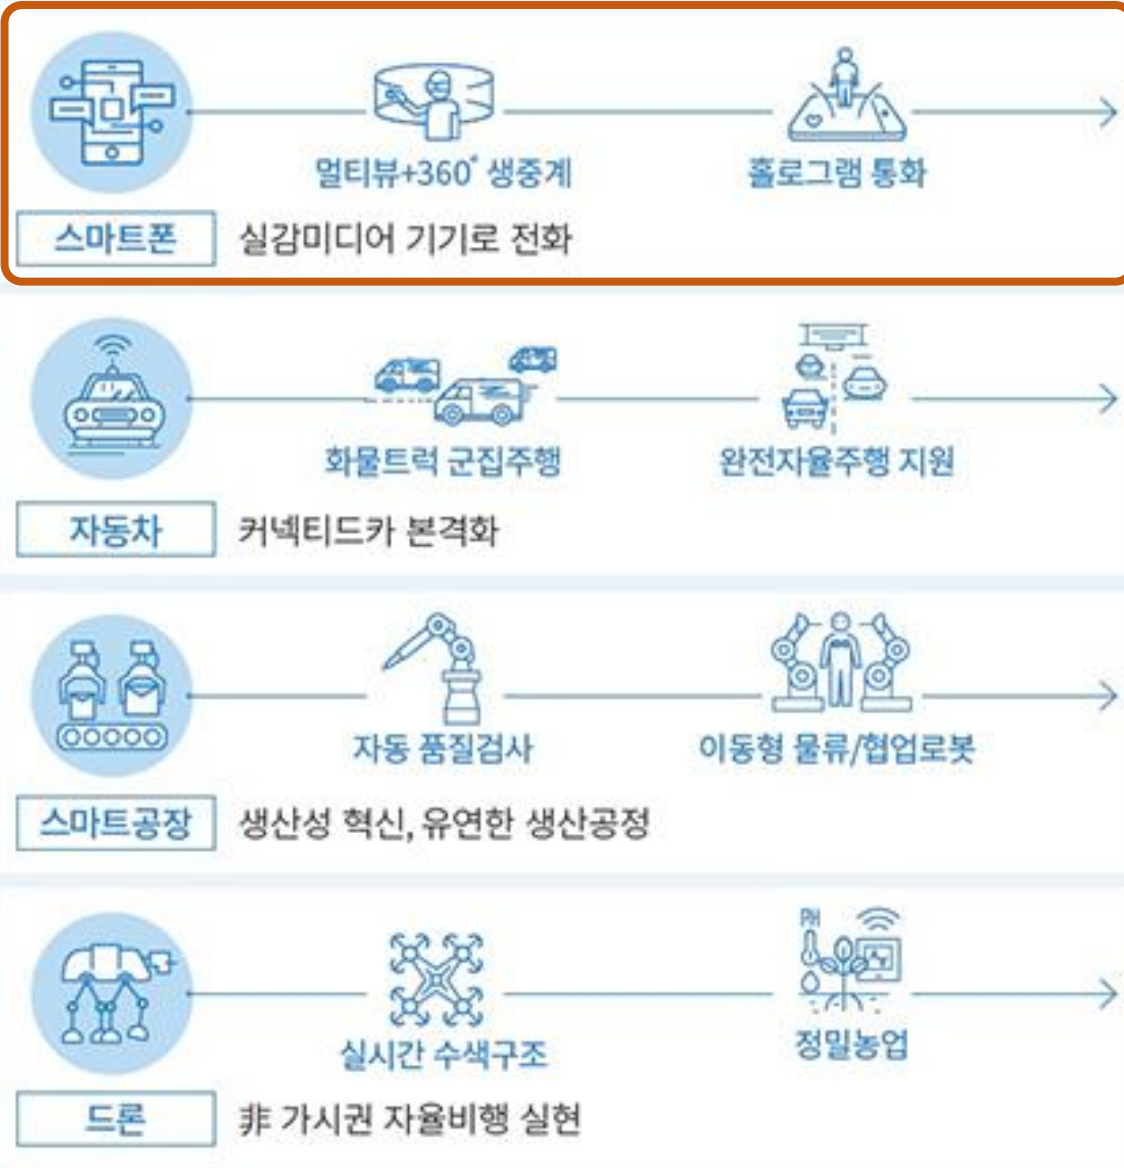 멀티뷰+360° 생중계
홀로그램 통화
스마트폰 실감미디어 기기로 전화
화물트럭 군집주행
완전자율주행 지원
자동차 커넥티드카 본격화
자동 품질검사
이동형 물류/협업로봇
스마트공장 생산성 혁신, 유연한 생산공정
PH
실시간 수색구조
정밀농업
드론 非 가시권 자율비행 실현